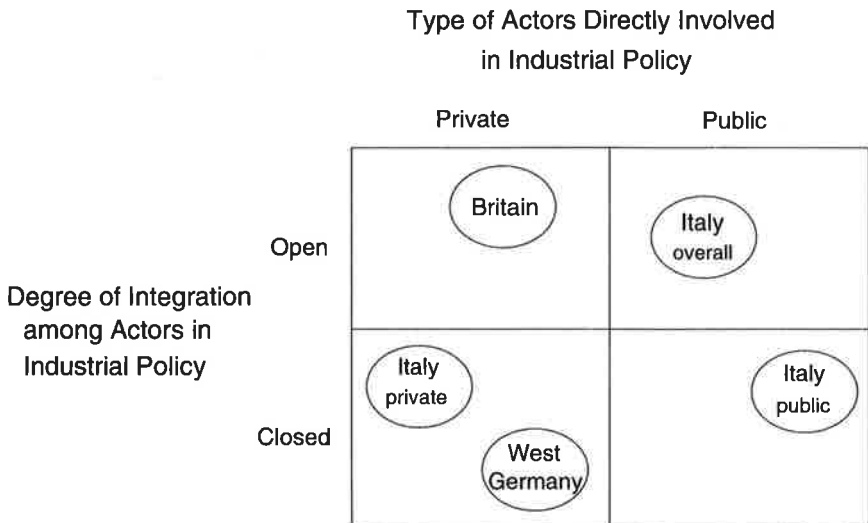 Type of Actors Directly Involved
in Industrial Policy
Private
Public
Britain
Italy
overall
Open
Degree of Integration
among Actors in
Industrial Policy
Italy
private
Italy
public
Closed
West
Germany